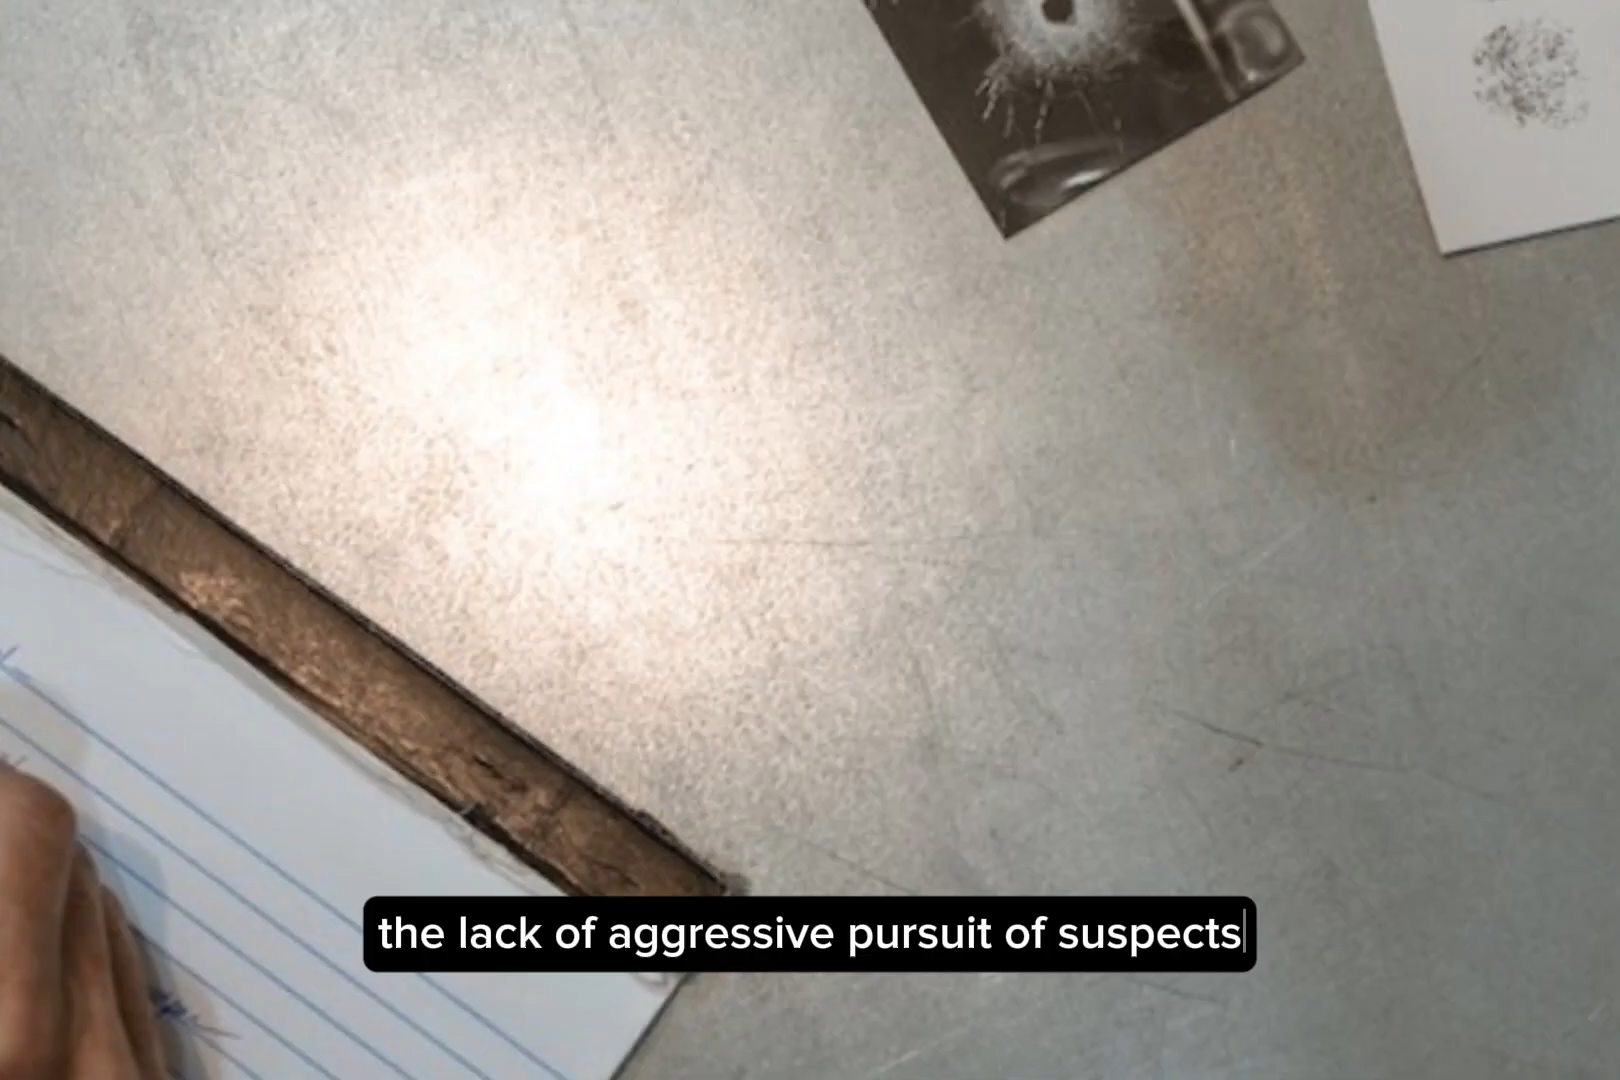 the lack of aggressive pursuit of suspects